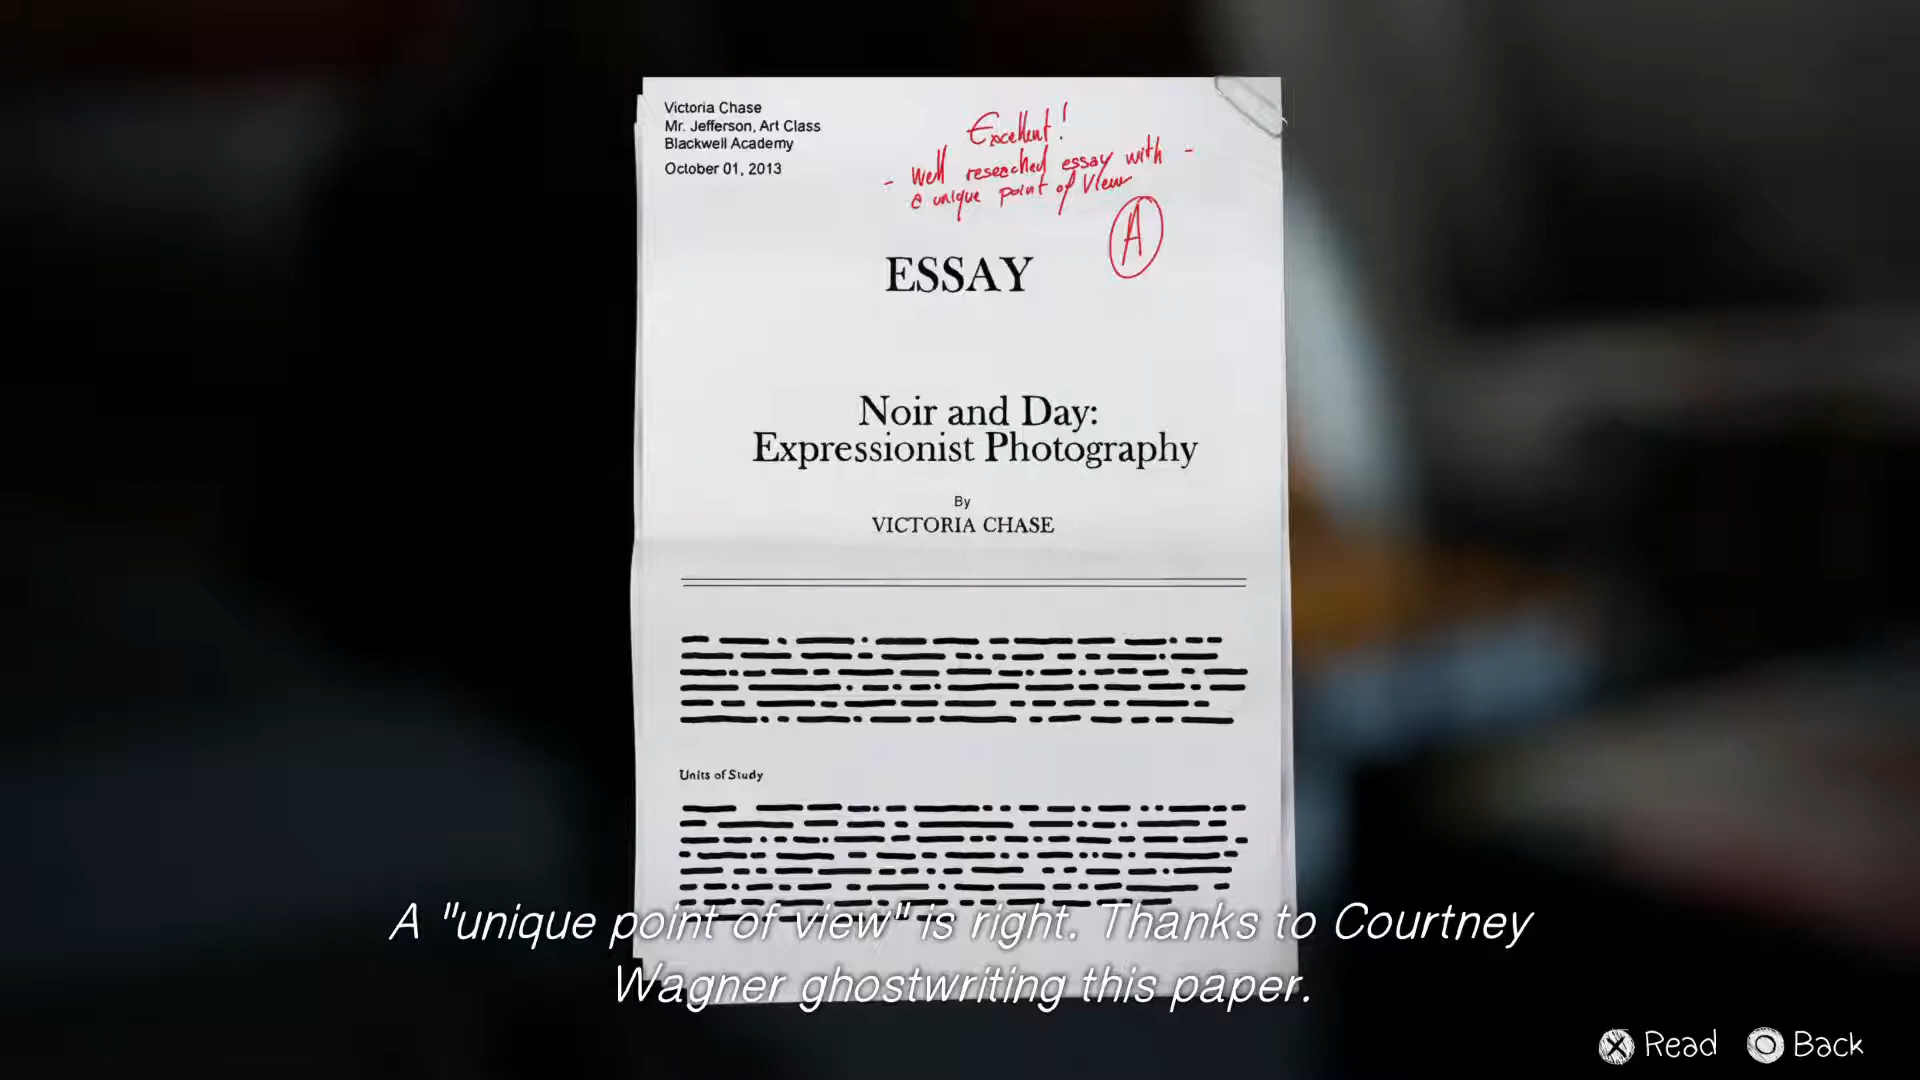 Victoria Chase
Mr. Jefferson, Art Class
Blackwell Academy
October 01, 2013
Excellent!
- Well reseached essay with -
a unique point of View
A
ESSAY
Noir and Day:
Expressionist Photography
By
VICTORIA CHASE
Units of Study
A "unique point of view" is right. Thanks to Courtney
Wagner ghostwriting this paper.
Read
Back